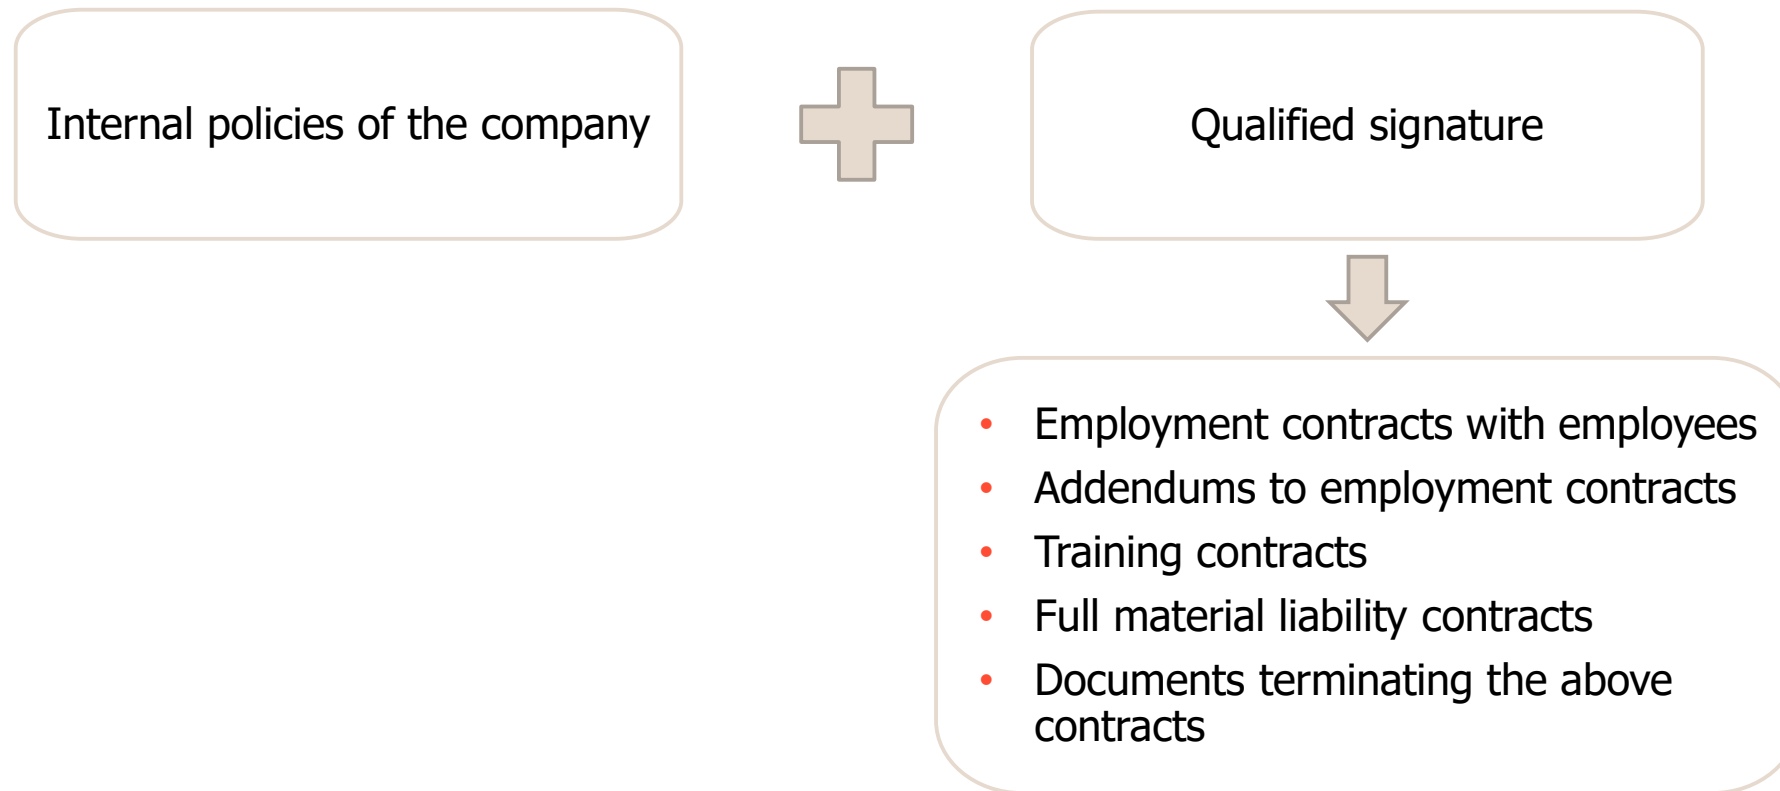 Internal policies of the company
Qualified signature
• Employment contracts with employees
• Addendums to employment contracts
• Training contracts
• Full material liability contracts
• Documents terminating the above
contracts